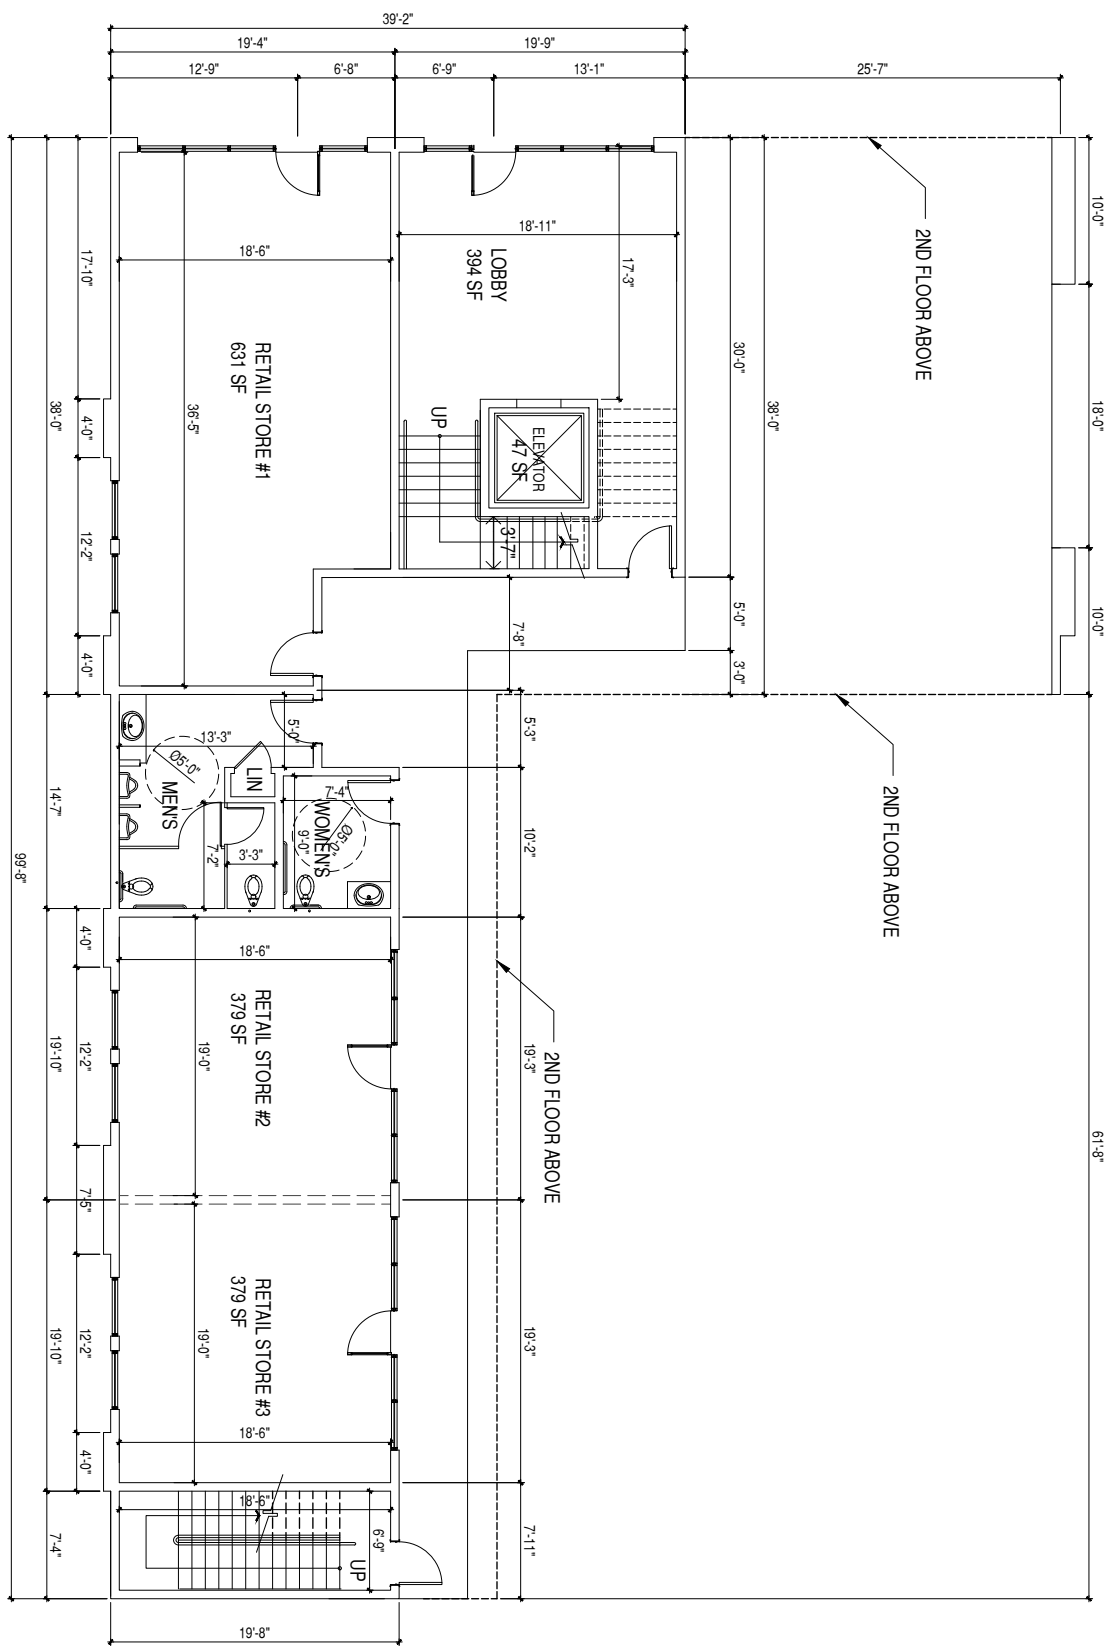 39'-2"
19'-4"
19'-9"
12'-9"
6'-8"
6'-9"
13'-1"
25'-7"
10'-0"
18'-0"
10'-0"
61'-8"
2ND FLOOR ABOVE
38'-0"
30'-0"
5'-0"
3'-0"
2ND FLOOR ABOVE
17'-3"
18'-11"
LOBBY
394 SF
ELEVATOR
47 SF
UP
3'-7"
7'-8"
18'-6"
RETAIL STORE #1
631 SF
36'-5"
17'-10"
4'-0"
12'-2"
4'-0"
38'-0"
14'-7"
99'-8"
5'-3"
10'-2"
19'-3"
19'-3"
7'-11"
2ND FLOOR ABOVE
5'-0"
13'-3"
Ø5'-0"
MEN'S
LIN
7'-2"
3'-3"
7'-4"
WOMEN'S
9'-0"
Ø5'-0"
18'-6"
RETAIL STORE #2
379 SF
19'-0"
4'-0"
12'-2"
19'-10"
7'-5"
RETAIL STORE #3
379 SF
19'-0"
18'-6"
12'-2"
19'-10"
4'-0"
18'-6"
6'-9"
UP
7'-4"
19'-8"